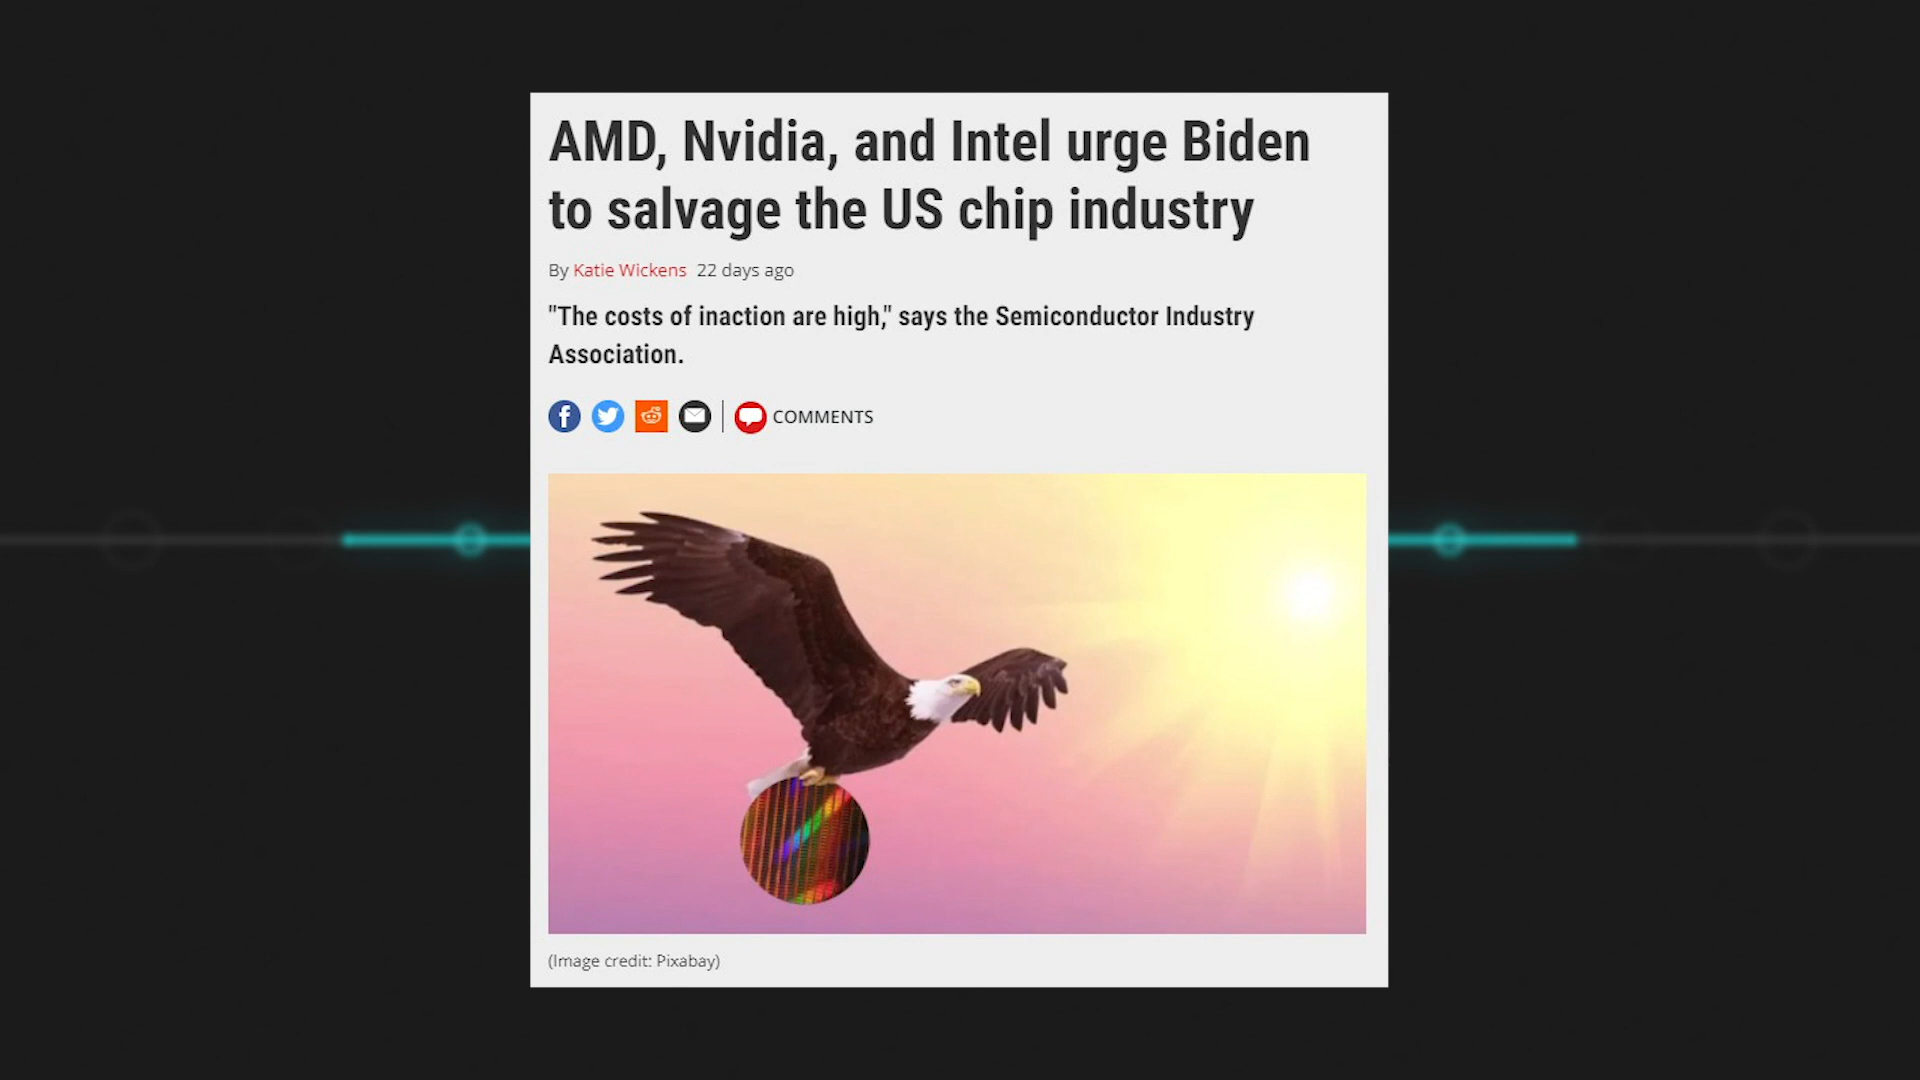 AMD, Nvidia, and Intel urge Biden
to salvage the US chip industry
By Katie Wickens 22 days ago
"The costs of inaction are high," says the Semiconductor Industry
Association.
COMMENTS
(Image credit: Pixabay)